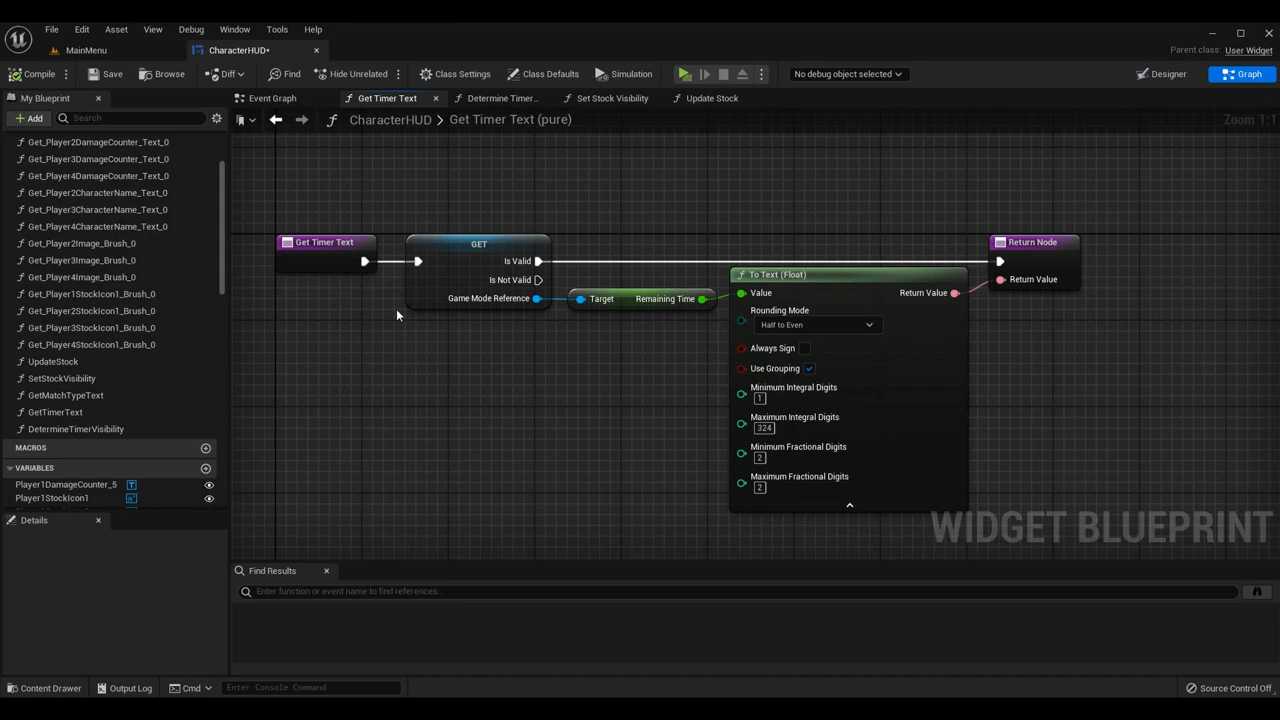 File Edit Asset View Debug Window Tools Help
MainMenu CharacterHUD• Parent class: User Widget
Compile Save Browse Diff Find Hide Unrelated Class Settings Class Defaults Simulation No debug object selected Designer Graph
My Blueprint Event Graph Get Timer Text Determine Timer... Set Stock Visibility Update Stock
Add Search CharacterHUD > Get Timer Text (pure) Zoom 1:1
Get_Player2DamageCounter_Text_0
Get_Player3DamageCounter_Text_0
Get_Player4DamageCounter_Text_0
Get_Player2CharacterName_Text_0
Get_Player3CharacterName_Text_0
Get_Player4CharacterName_Text_0
Get_Player2Image_Brush_0
Get_Player3Image_Brush_0
Get_Player4Image_Brush_0
Get_Player1StockIcon1_Brush_0
Get_Player2StockIcon1_Brush_0
Get_Player3StockIcon1_Brush_0
Get_Player4StockIcon1_Brush_0
UpdateStock
SetStockVisibility
GetMatchTypeText
GetTimerText
DetermineTimerVisibility
MACROS
VARIABLES
Player1DamageCounter_5
Player1StockIcon1
Details
Get Timer Text
GET
Is Valid
Is Not Valid
Game Mode Reference
Target Remaining Time
To Text (Float)
Value Return Value
Rounding Mode
Half to Even
Always Sign
Use Grouping
Minimum Integral Digits
1
Maximum Integral Digits
324
Minimum Fractional Digits
2
Maximum Fractional Digits
2
Return Node
Return Value
WIDGET BLUEPRINT
Find Results
Enter function or event name to find references...
Content Drawer Output Log Cmd Enter Console Command Source Control Off